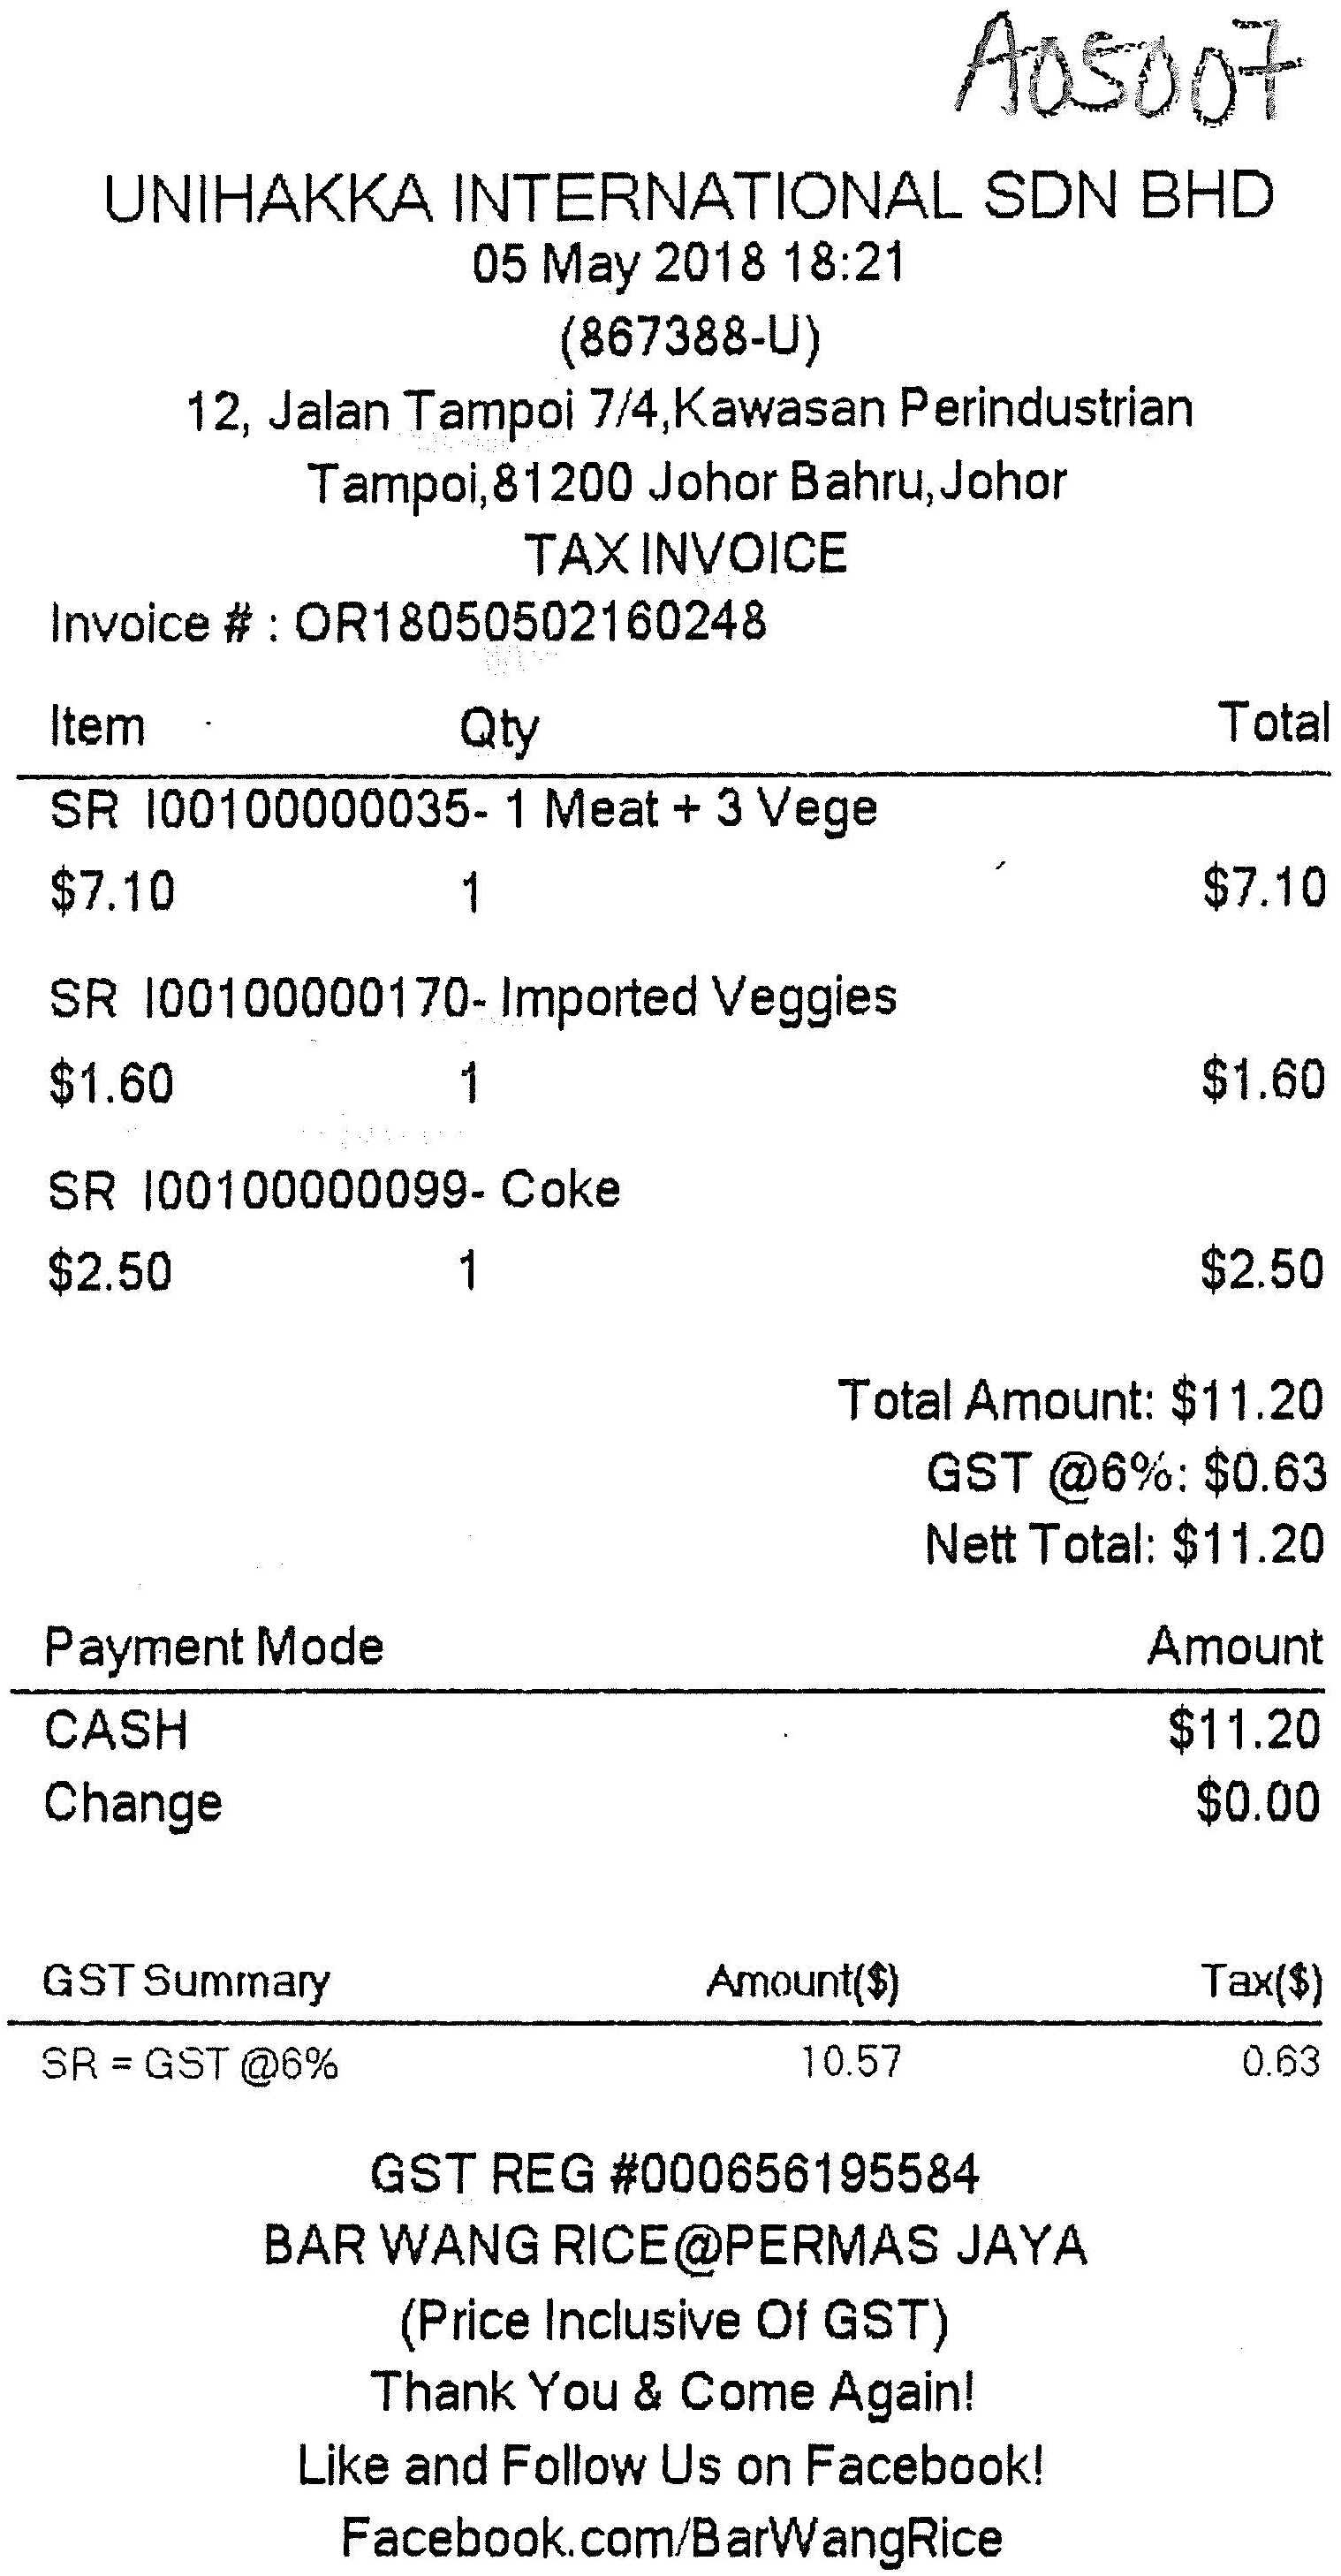 A05007
UNIHAKKA INTERNATIONAL SDN BHD
05 May 2018 18:21
(867388-U)
12, Jalan Tampoi 7/4,Kawasan Perindustrian
Tampoi,81200 Johor Bahru,Johor
TAX INVOICE
Invoice # : OR18050502160248
Item Qty Total
SR I00100000035- 1 Meat + 3 Vege
$7.10 1 $7.10
SR I00100000170- Imported Veggies
$1.60 1 $1.60
SR I00100000099- Coke
$2.50 1 $2.50
Total Amount: $11.20
GST @6%: $0.63
Nett Total: $11.20
Payment Mode Amount
CASH $11.20
Change $0.00
GST Summary Amount($) Tax($)
SR = GST @6% 10.57 0.63
GST REG #000656195584
BAR WANG RICE@PERMAS JAYA
(Price Inclusive Of GST)
Thank You & Come Again!
Like and Follow Us on Facebook!
Facebook.com/BarWangRice